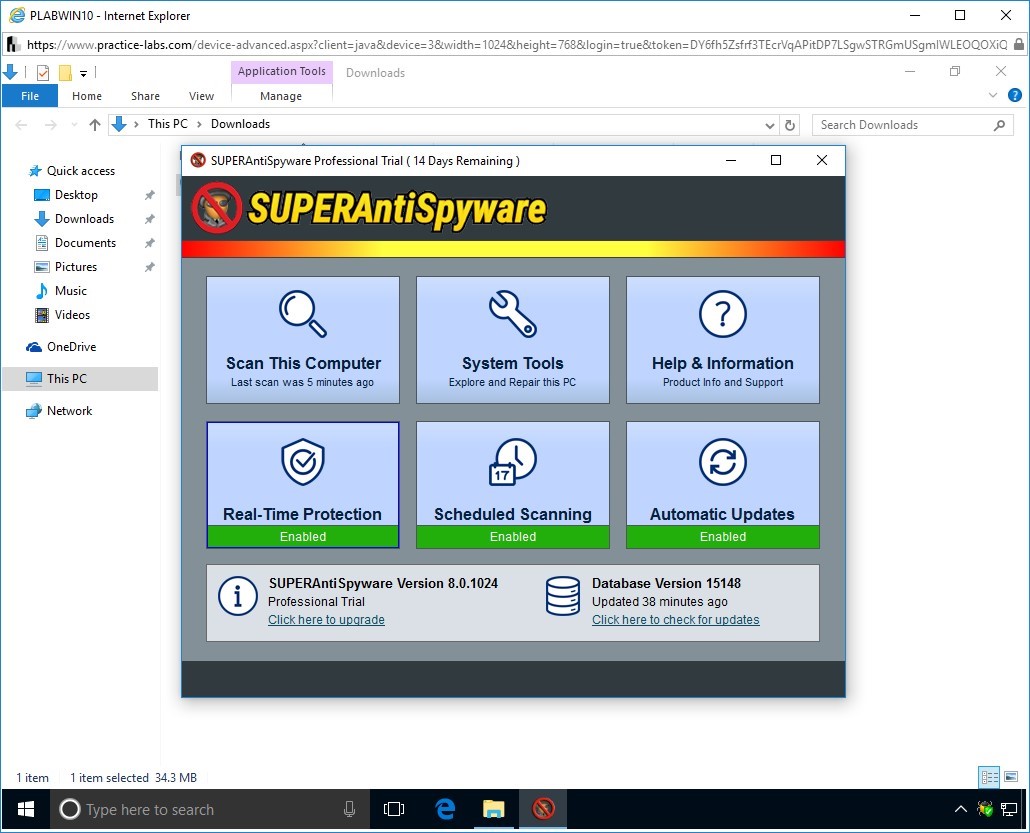 PLABWIN10 - Internet Explorer
https://www.practice-labs.com/device-advanced.aspx?client=java&device=3&width=1024&height=768&login=true&token=DY6fh5Zsfrf3TEcrVqAPitDP7LSgwSTRGmUSgmlWLEOQOXiQ
Application Tools
Downloads
File
Home
Share
View
Manage
This PC
Downloads
Search Downloads
Quick access
Desktop
Downloads
Documents
Pictures
Music
Videos
OneDrive
This PC
Network
SUPERAntiSpyware Professional Trial ( 14 Days Remaining )
SUPERAntiSpyware
Scan This Computer
Last scan was 5 minutes ago
System Tools
Explore and Repair this PC
?
Help & Information
Product Info and Support
Real-Time Protection
Enabled
17
Scheduled Scanning
Enabled
Automatic Updates
Enabled
SUPERAntiSpyware Version 8.0.1024
Professional Trial
Click here to upgrade
Database Version 15148
Updated 38 minutes ago
Click here to check for updates
1 item
1 item selected 34.3 MB
Type here to search